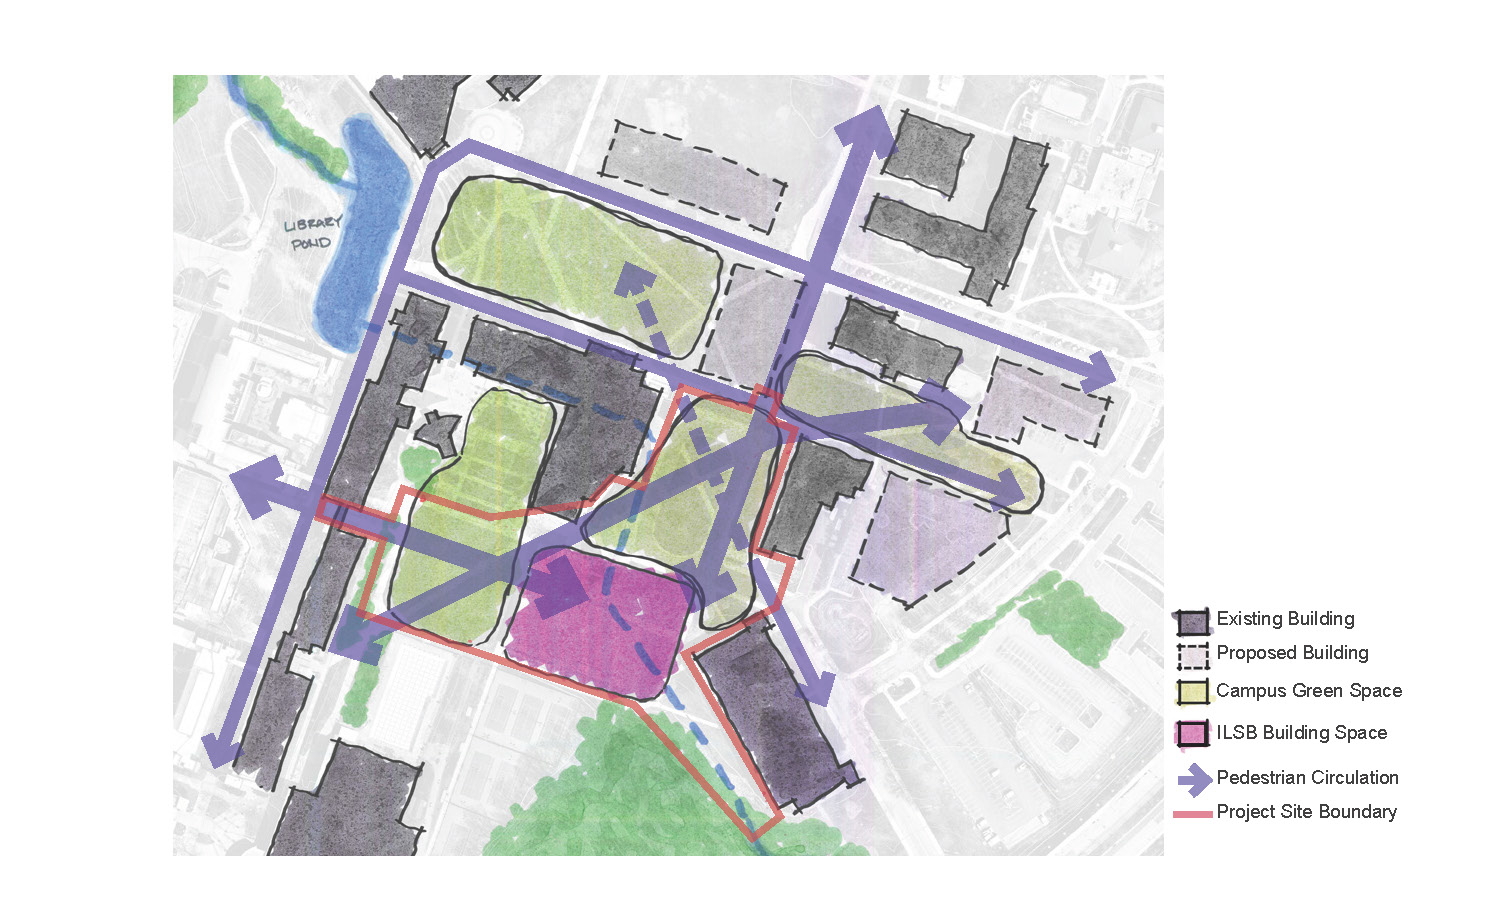 LIBRARY
POND
Existing Building
Proposed Building
Campus Green Space
ILSB Building Space
Pedestrian Circulation
Project Site Boundary